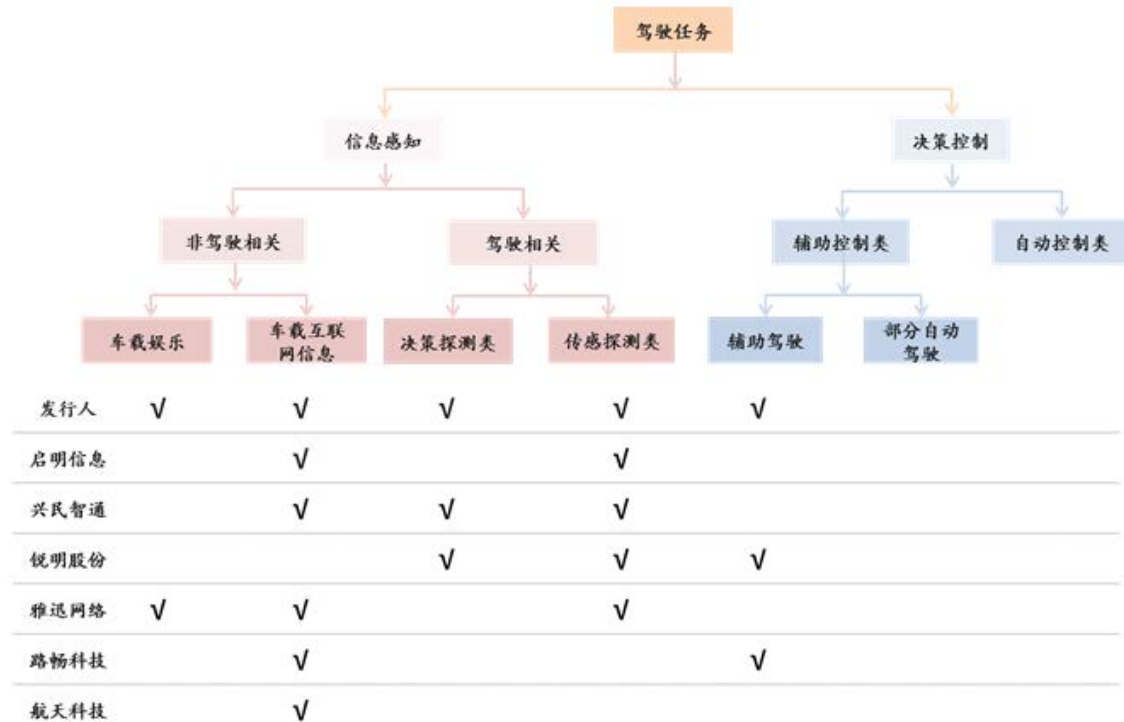 驾驶任务
信息感知
决策控制
非驾驶相关
驾驶相关
辅助控制类
自动控制类
车载娱乐
车载互联
网信息
决策探测类
传感探测类
辅助驾驶
部分自动
驾驶
发行人 √ √ √ √ √
启明信息 √ √
兴民智通 √ √ √
锐明股份 √ √ √
雅迅网络 √ √ √
路畅科技 √ √
航天科技 √